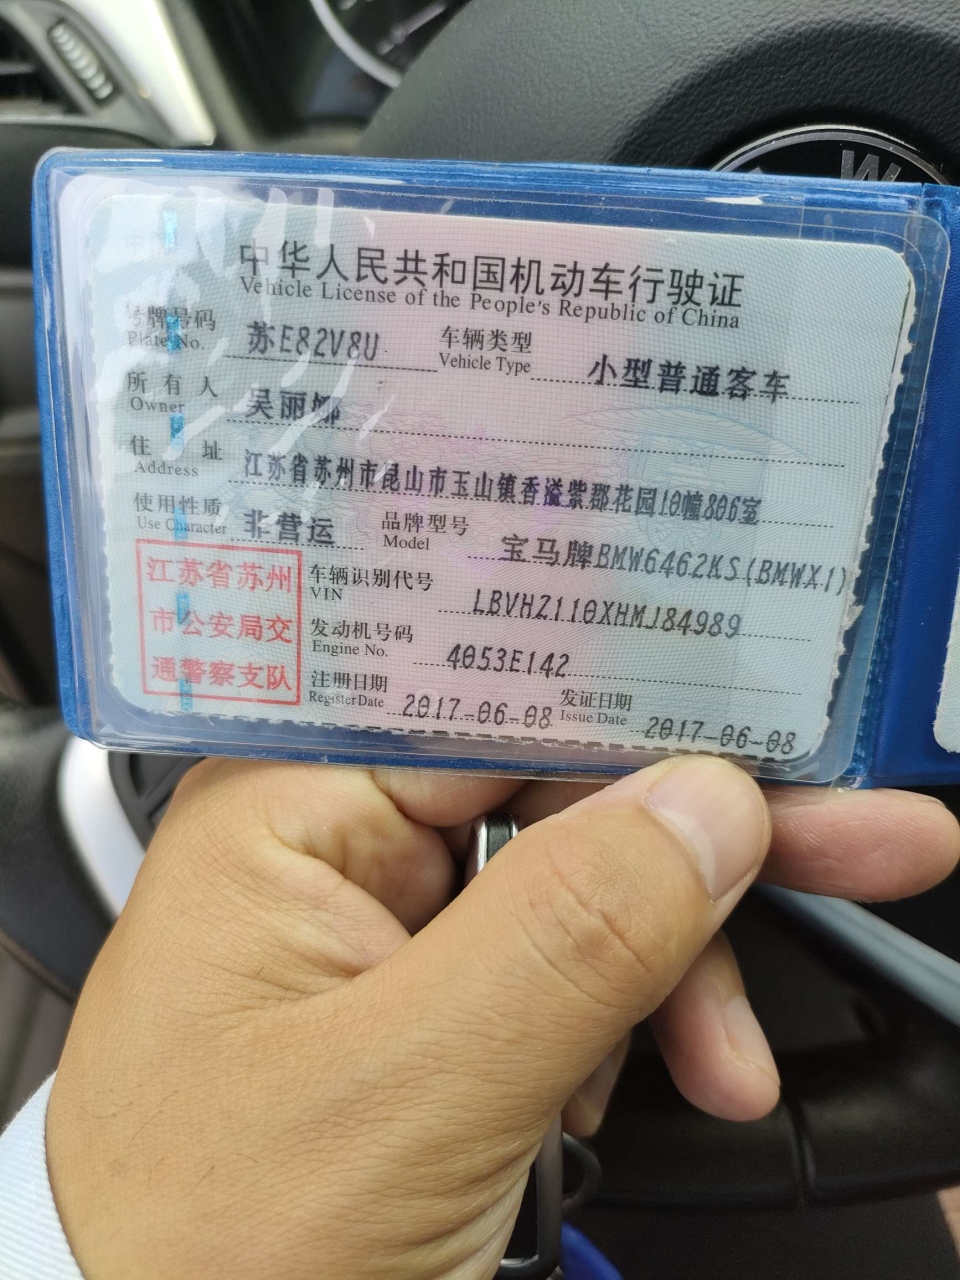 中华人民共和国机动车行驶证
Vehicle License of the People's Republic of China
号牌号码 苏E82V8U 车辆类型 小型普通客车
Plate No. Vehicle Type
所有人 吴丽娜
Owner
住址 江苏省苏州市昆山市玉山镇香溢紫郡花园10幢806室
Address
使用性质 非营运 品牌型号 宝马牌BMW6462KS(BMWX1)
Use Character Model
江苏省苏州
市公安局交
通警察支队
车辆识别代号 LBVHZ110XHMJ84989
VIN
发动机号码 4053E142
Engine No.
注册日期 2017-06-08 发证日期 2017-06-08
Register Date Issue Date
W